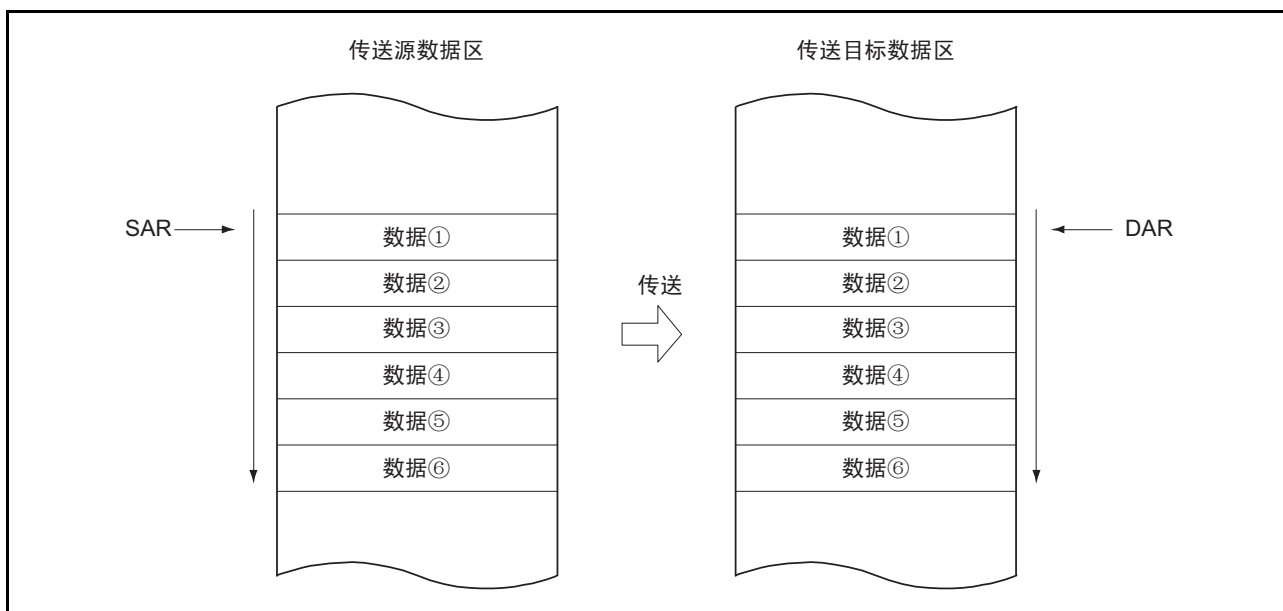 传送源数据区
传送目标数据区
SAR
数据①
数据②
数据③
数据④
数据⑤
数据⑥
传送
数据①
数据②
数据③
数据④
数据⑤
数据⑥
DAR